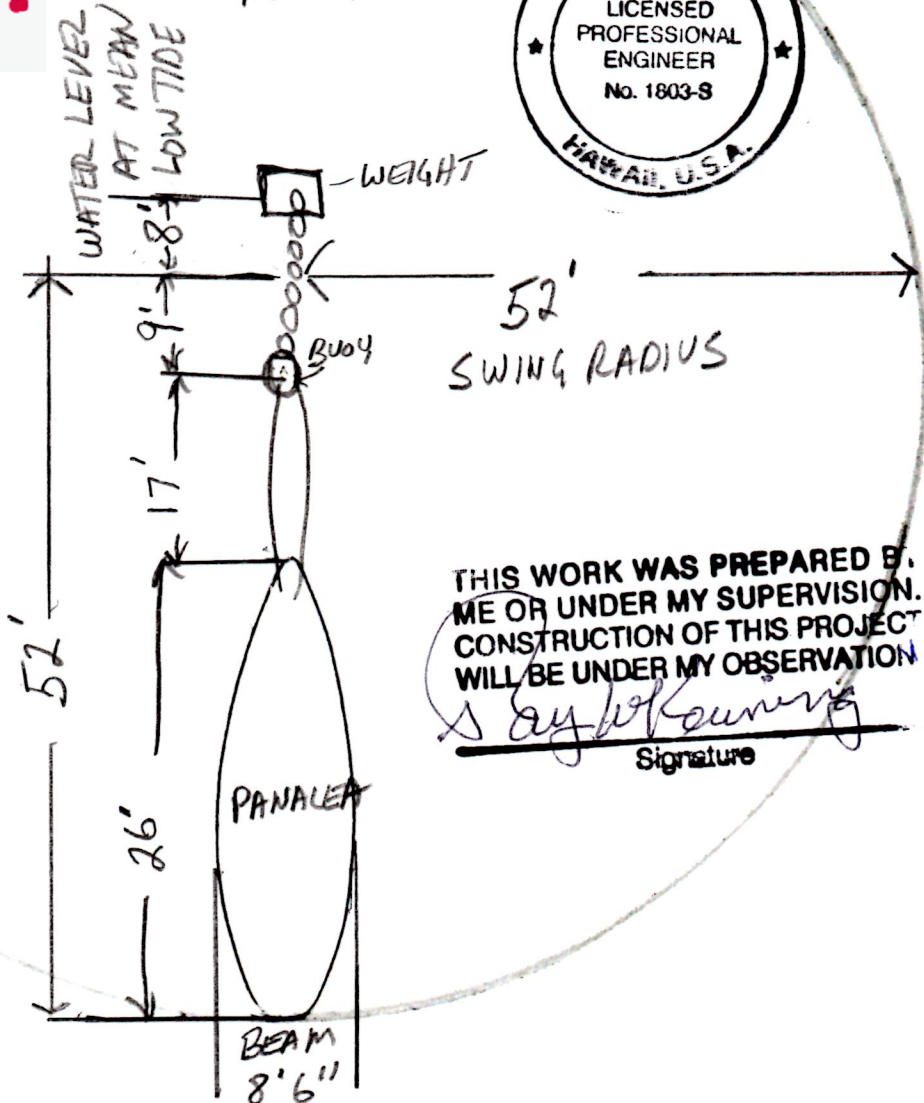 WATER LEVEL
AT MEAN
LOW TIDE
LICENSED
PROFESSIONAL
ENGINEER
No. 1803-S
HAWAII, U.S.A.
WEIGHT
8'
9'
BUOY
52'
SWING RADIUS
17'
52'
26'
PANALEA
THIS WORK WAS PREPARED B
ME OR UNDER MY SUPERVISION.
CONSTRUCTION OF THIS PROJECT
WILL BE UNDER MY OBSERVATION
Signature
BEAM
8'6"